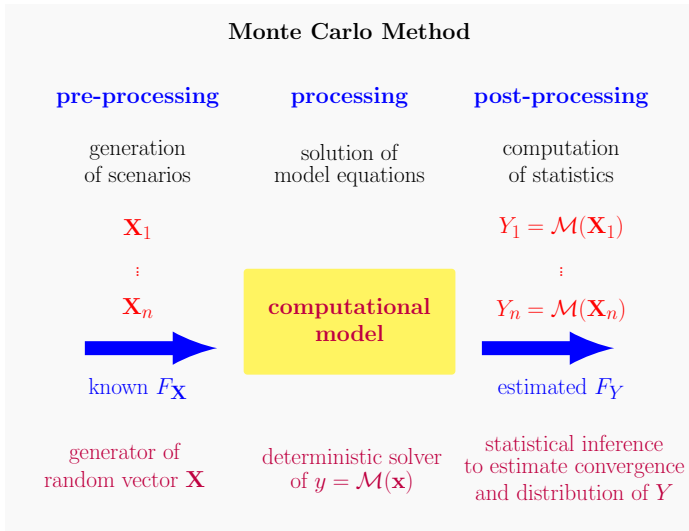 Monte Carlo Method
pre-processing
processing
post-processing
generation
of scenarios
solution of
model equations
computation
of statistics
X₁
⋮
Xₙ
Y₁ = ℳ(X₁)
⋮
Yₙ = ℳ(Xₙ)
computational
model
known F_X
estimated F_Y
generator of
random vector X
deterministic solver
of y = ℳ(x)
statistical inference
to estimate convergence
and distribution of Y